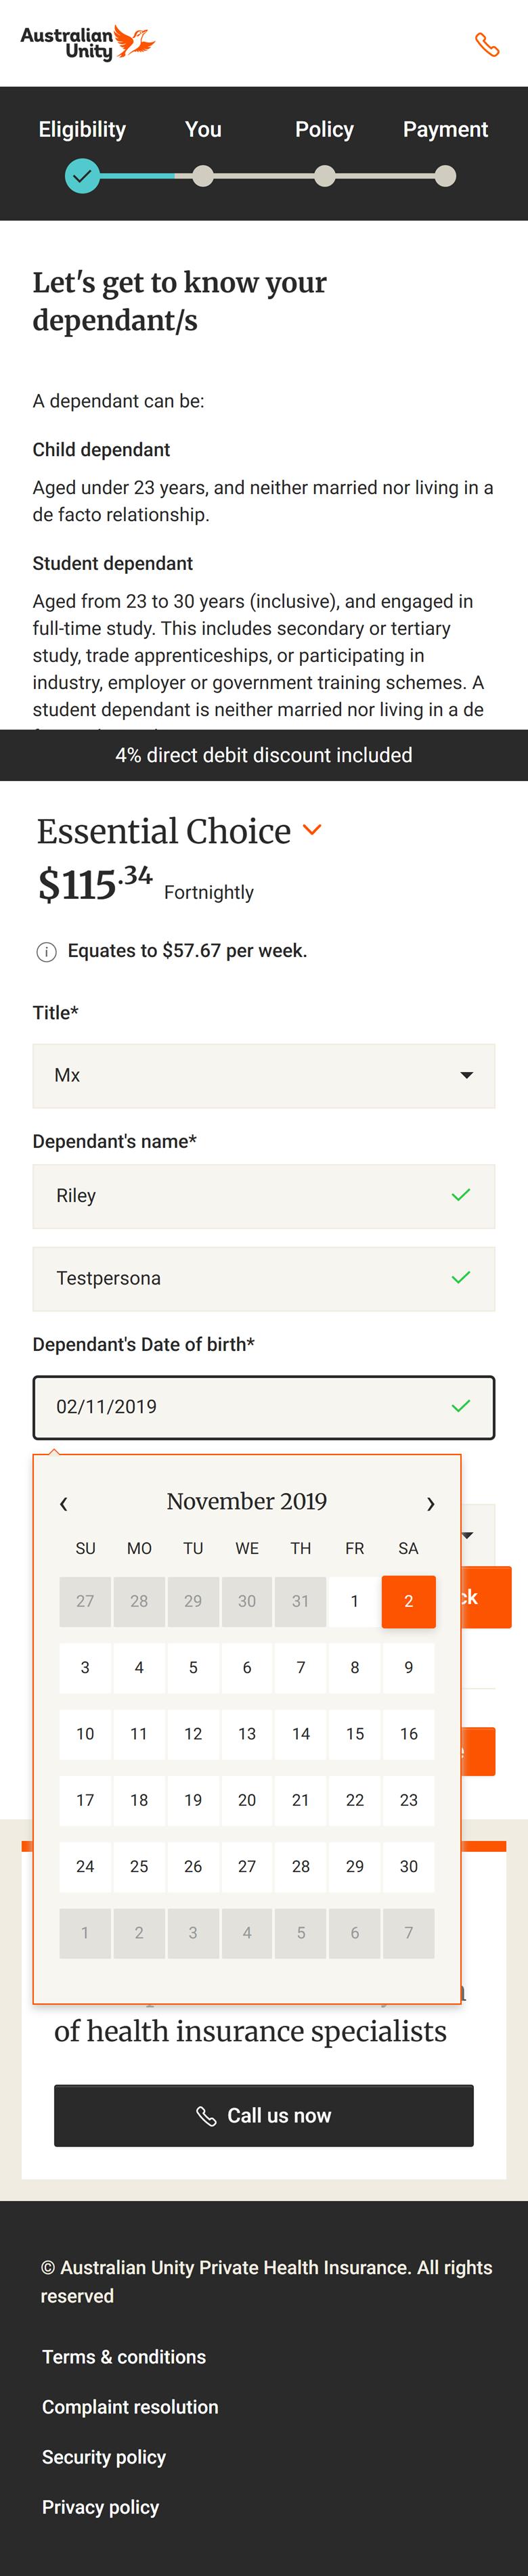 Australian
Unity
Eligibility You Policy Payment
Let's get to know your
dependant/s
A dependant can be:
Child dependant
Aged under 23 years, and neither married nor living in a
de facto relationship.
Student dependant
Aged from 23 to 30 years (inclusive), and engaged in
full-time study. This includes secondary or tertiary
study, trade apprenticeships, or participating in
industry, employer or government training schemes. A
student dependant is neither married nor living in a de
4% direct debit discount included
Essential Choice
$115.34 Fortnightly
Equates to $57.67 per week.
Title*
Mx
Dependant's name*
Riley
Testpersona
Dependant's Date of birth*
02/11/2019
‹ November 2019 ›
SU MO TU WE TH FR SA
27 28 29 30 31 1 2
ck
3 4 5 6 7 8 9
10 11 12 13 14 15 16
17 18 19 20 21 22 23
24 25 26 27 28 29 30
1 2 3 4 5 6 7
of health insurance specialists
Call us now
© Australian Unity Private Health Insurance. All rights
reserved
Terms & conditions
Complaint resolution
Security policy
Privacy policy